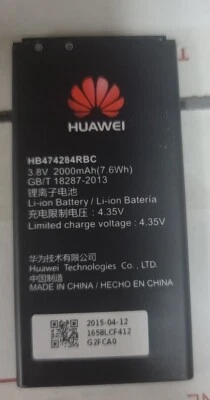 HUAWEI
HB474284RBC
3.8V 2000mAh(7.6Wh)
GB/T 18287-2013
锂离子电池
Li-ion Battery / Li-ion Batería
充电限制电压：4.35V
Limited charge voltage : 4.35V
华为技术有限公司
Huawei Technologies Co., Ltd.
中国制造
MADE IN CHINA / HECHO EN CHINA
2015-04-12
165BLCF412
G2FCA0